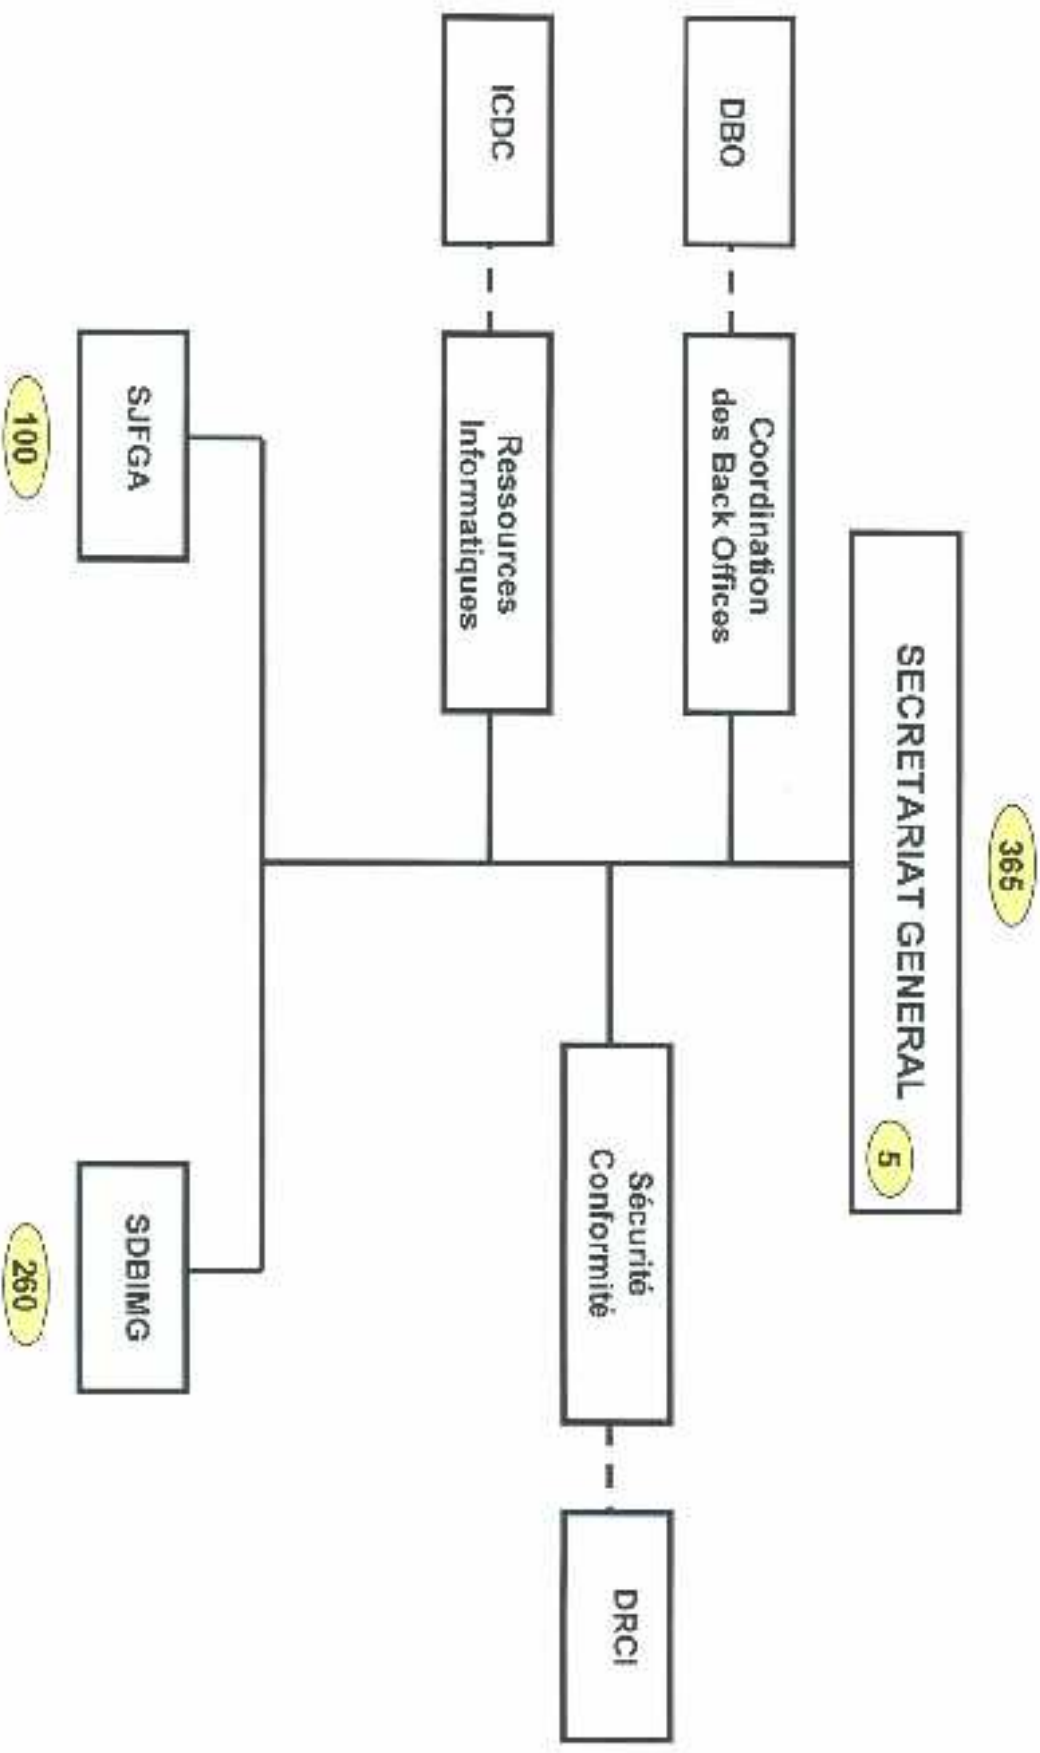 365
SECRETARIAT GENERAL
5
DBO
Coordination
des Back Offices
Sécurité
Conformité
DRCI
ICDC
Ressources
Informatiques
SJFGA
SDBIMG
100
260